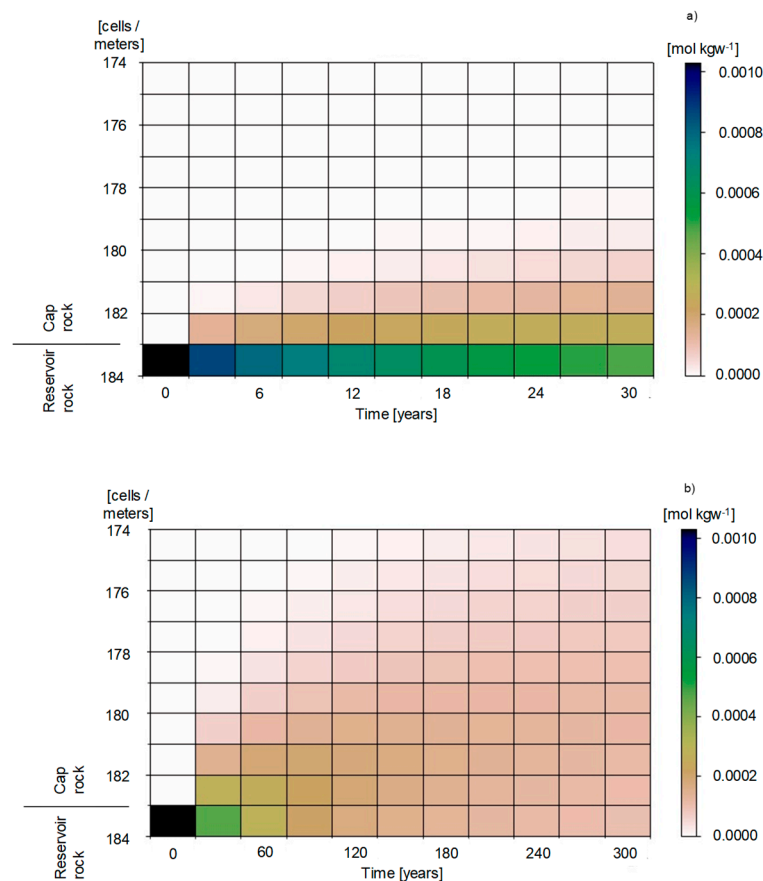 [cells /
meters]
a)
[mol kgw-1]
174
176
178
180
182
184
Cap
rock
Reservoir
rock
0 6 12 18 24 30
Time [years]
0.0010
0.0008
0.0006
0.0004
0.0002
0.0000
[cells /
meters]
b)
[mol kgw-1]
174
176
178
180
182
184
Cap
rock
Reservoir
rock
0 60 120 180 240 300
Time [years]
0.0010
0.0008
0.0006
0.0004
0.0002
0.0000